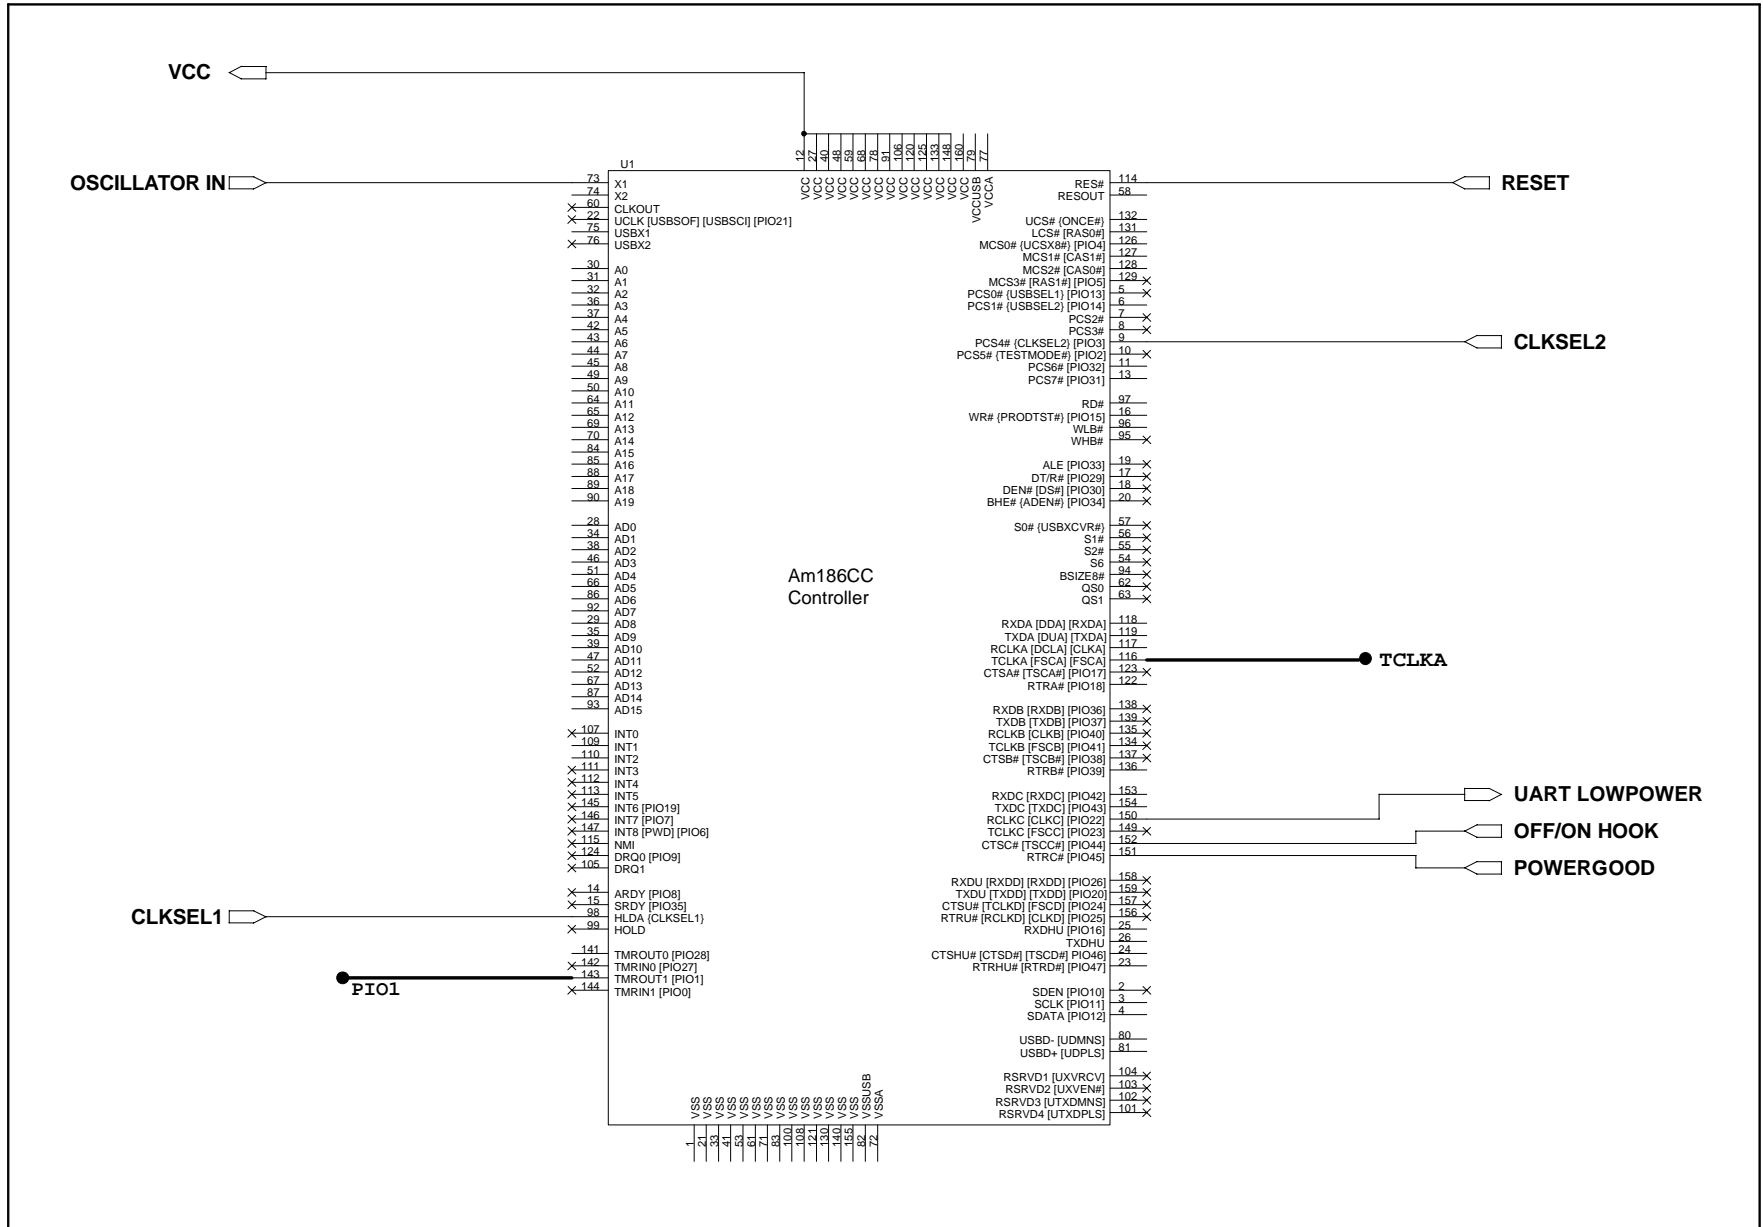 VCC
12
27
40
48
59
68
78
91
106
120
125
133
148
160
79
77
U1
VCC
VCC
VCC
VCC
VCC
VCC
VCC
VCC
VCC
VCC
VCC
VCC
VCC
VCC
VCCUSB
VCCA
OSCILLATOR IN
73 X1
74 X2
60 CLKOUT
22 UCLK [USBSOF] [USBSCI] [PIO21]
75 USBX1
76 USBX2
30 A0
31 A1
32 A2
36 A3
37 A4
42 A5
43 A6
44 A7
45 A8
49 A9
50 A10
64 A11
65 A12
69 A13
70 A14
84 A15
85 A16
88 A17
89 A18
90 A19
28 AD0
34 AD1
38 AD2
46 AD3
51 AD4
66 AD5
86 AD6
92 AD7
29 AD8
35 AD9
39 AD10
47 AD11
52 AD12
67 AD13
87 AD14
93 AD15
107 INT0
109 INT1
110 INT2
111 INT3
112 INT4
113 INT5
145 INT6 [PIO19]
146 INT7 [PIO7]
147 INT8 [PWD] [PIO6]
115 NMI
124 DRQ0 [PIO9]
105 DRQ1
14 ARDY [PIO8]
15 SRDY [PIO35]
CLKSEL1
98 HLDA {CLKSEL1}
99 HOLD
141 TMROUT0 [PIO28]
142 TMRIN0 [PIO27]
143 TMROUT1 [PIO1]
PIO1
144 TMRIN1 [PIO0]
Am186CC
Controller
RES# 114
RESET
RESOUT 58
UCS# {ONCE#} 132
LCS# [RAS0#] 131
MCS0# {UCSX8#} [PIO4] 126
MCS1# [CAS1#] 127
MCS2# [CAS0#] 128
MCS3# [RAS1#] [PIO5] 129
PCS0# {USBSEL1} [PIO13] 5
PCS1# {USBSEL2} [PIO14] 6
PCS2# 7
PCS3# 8
PCS4# {CLKSEL2} [PIO3] 9
CLKSEL2
PCS5# {TESTMODE#} [PIO2] 10
PCS6# [PIO32] 11
PCS7# [PIO31] 13
RD# 97
WR# {PRODTST#} [PIO15] 16
WLB# 96
WHB# 95
ALE [PIO33] 19
DT/R# [PIO29] 17
DEN# [DS#] [PIO30] 18
BHE# {ADEN#} [PIO34] 20
S0# {USBXCVR#} 57
S1# 56
S2# 55
S6 54
BSIZE8# 94
QS0 62
QS1 63
RXDA [DDA] [RXDA] 118
TXDA [DUA] [TXDA] 119
RCLKA [DCLA] [CLKA] 117
TCLKA [FSCA] [FSCA] 116
TCLKA
CTSA# [TSCA#] [PIO17] 123
RTRA# [PIO18] 122
RXDB [RXDB] [PIO36] 138
TXDB [TXDB] [PIO37] 139
RCLKB [CLKB] [PIO40] 135
TCLKB [FSCB] [PIO41] 134
CTSB# [TSCB#] [PIO38] 137
RTRB# [PIO39] 136
RXDC [RXDC] [PIO42] 153
UART LOWPOWER
TXDC [TXDC] [PIO43] 154
RCLKC [CLKC] [PIO22] 150
TCLKC [FSCC] [PIO23] 149
OFF/ON HOOK
CTSC# [TSCC#] [PIO44] 152
RTRC# [PIO45] 151
POWERGOOD
RXDU [RXDD] [RXDD] [PIO26] 158
TXDU [TXDD] [TXDD] [PIO20] 159
CTSU# [TCLKD] [FSCD] [PIO24] 157
RTRU# [RCLKD] [CLKD] [PIO25] 156
RXDHU [PIO16] 25
TXDHU 26
CTSHU# [CTSD#] [TSCD#] PIO46] 24
RTRHU# [RTRD#] [PIO47] 23
SDEN [PIO10] 2
SCLK [PIO11] 3
SDATA [PIO12] 4
USBD- [UDMNS] 80
USBD+ [UDPLS] 81
RSRVD1 [UXVRCV] 104
RSRVD2 [UXVEN#] 103
RSRVD3 [UTXDMNS] 102
RSRVD4 [UTXDPLS] 101
VSS
VSS
VSS
VSS
VSS
VSS
VSS
VSS
VSS
VSS
VSS
VSS
VSS
VSS
VSSUSB
VSSA
1
21
33
41
53
61
71
83
100
108
121
130
140
155
82
72